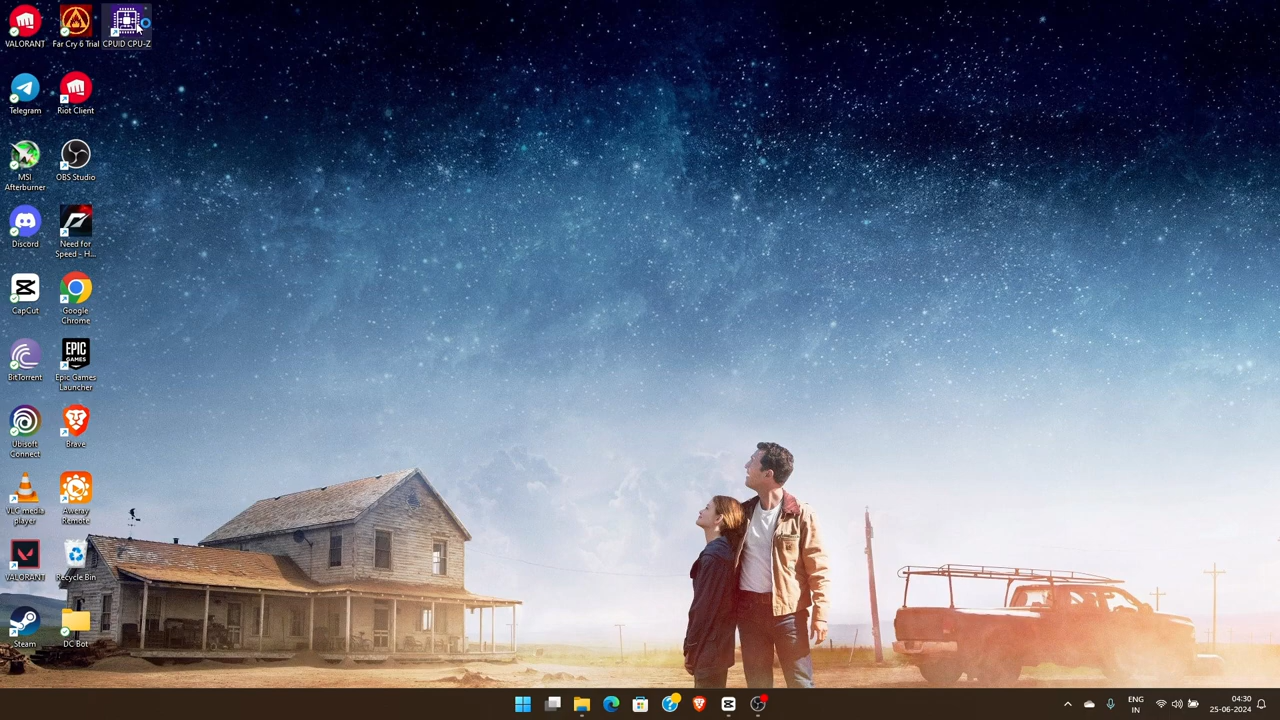 VALORANT
Far Cry 6 Trial
CPUID CPU-Z
Telegram
Riot Client
MSI
Afterburner
OBS Studio
Discord
Need for
Speed - H...
CapCut
Google
Chrome
BitTorrent
EPIC
GAMES
Epic Games
Launcher
Ubisoft
Connect
Brave
VLC media
player
Aweray
Remote
VALORANT
Recycle Bin
Steam
DC Bot
ENG
IN
04:30
25-06-2024